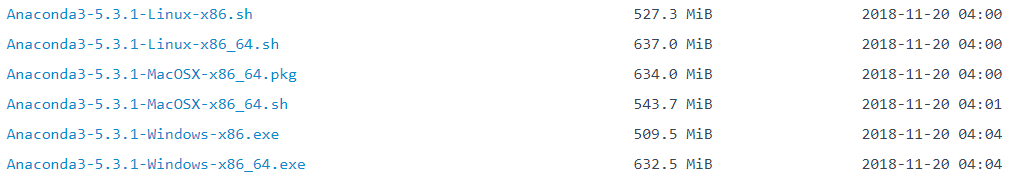 Anaconda3-5.3.1-Linux-x86.sh 527.3 MiB 2018-11-20 04:00
Anaconda3-5.3.1-Linux-x86_64.sh 637.0 MiB 2018-11-20 04:00
Anaconda3-5.3.1-MacOSX-x86_64.pkg 634.0 MiB 2018-11-20 04:00
Anaconda3-5.3.1-MacOSX-x86_64.sh 543.7 MiB 2018-11-20 04:01
Anaconda3-5.3.1-Windows-x86.exe 509.5 MiB 2018-11-20 04:04
Anaconda3-5.3.1-Windows-x86_64.exe 632.5 MiB 2018-11-20 04:04